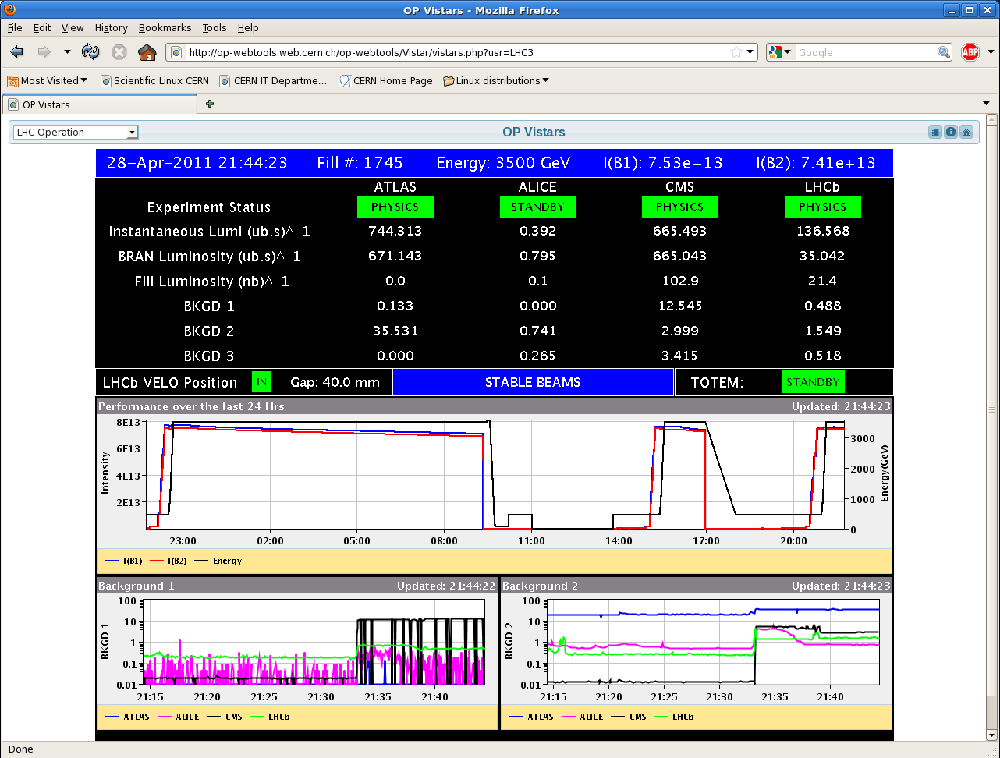 OP Vistars - Mozilla Firefox
File Edit View History Bookmarks Tools Help
http://op-webtools.web.cern.ch/op-webtools/Vistar/vistars.php?usr=LHC3 Google ABP
Most Visited Scientific Linux CERN CERN IT Departme... CERN Home Page Linux distributions
OP Vistars
LHC Operation OP Vistars
28-Apr-2011 21:44:23 Fill #: 1745 Energy: 3500 GeV I(B1): 7.53e+13 I(B2): 7.41e+13
ATLAS ALICE CMS LHCb
Experiment Status PHYSICS STANDBY PHYSICS PHYSICS
Instantaneous Lumi (ub.s)^-1 744.313 0.392 665.493 136.568
BRAN Luminosity (ub.s)^-1 671.143 0.795 665.043 35.042
Fill Luminosity (nb)^-1 0.0 0.1 102.9 21.4
BKGD 1 0.133 0.000 12.545 0.488
BKGD 2 35.531 0.741 2.999 1.549
BKGD 3 0.000 0.265 3.415 0.518
LHCb VELO Position IN Gap: 40.0 mm STABLE BEAMS TOTEM: STANDBY
Performance over the last 24 Hrs Updated: 21:44:23
Intensity
8E13
6E13
4E13
2E13
3000
2000
1000
0
Energy(GeV)
23:00 02:00 05:00 08:00 11:00 14:00 17:00 20:00
I(B1) I(B2) Energy
Background 1 Updated: 21:44:22
BKGD 1
100
10
1
0.1
0.01
21:15 21:20 21:25 21:30 21:35 21:40
ATLAS ALICE CMS LHCb
Background 2 Updated: 21:44:23
BKGD 2
100
10
1
0.1
0.01
21:15 21:20 21:25 21:30 21:35 21:40
ATLAS ALICE CMS LHCb
Done